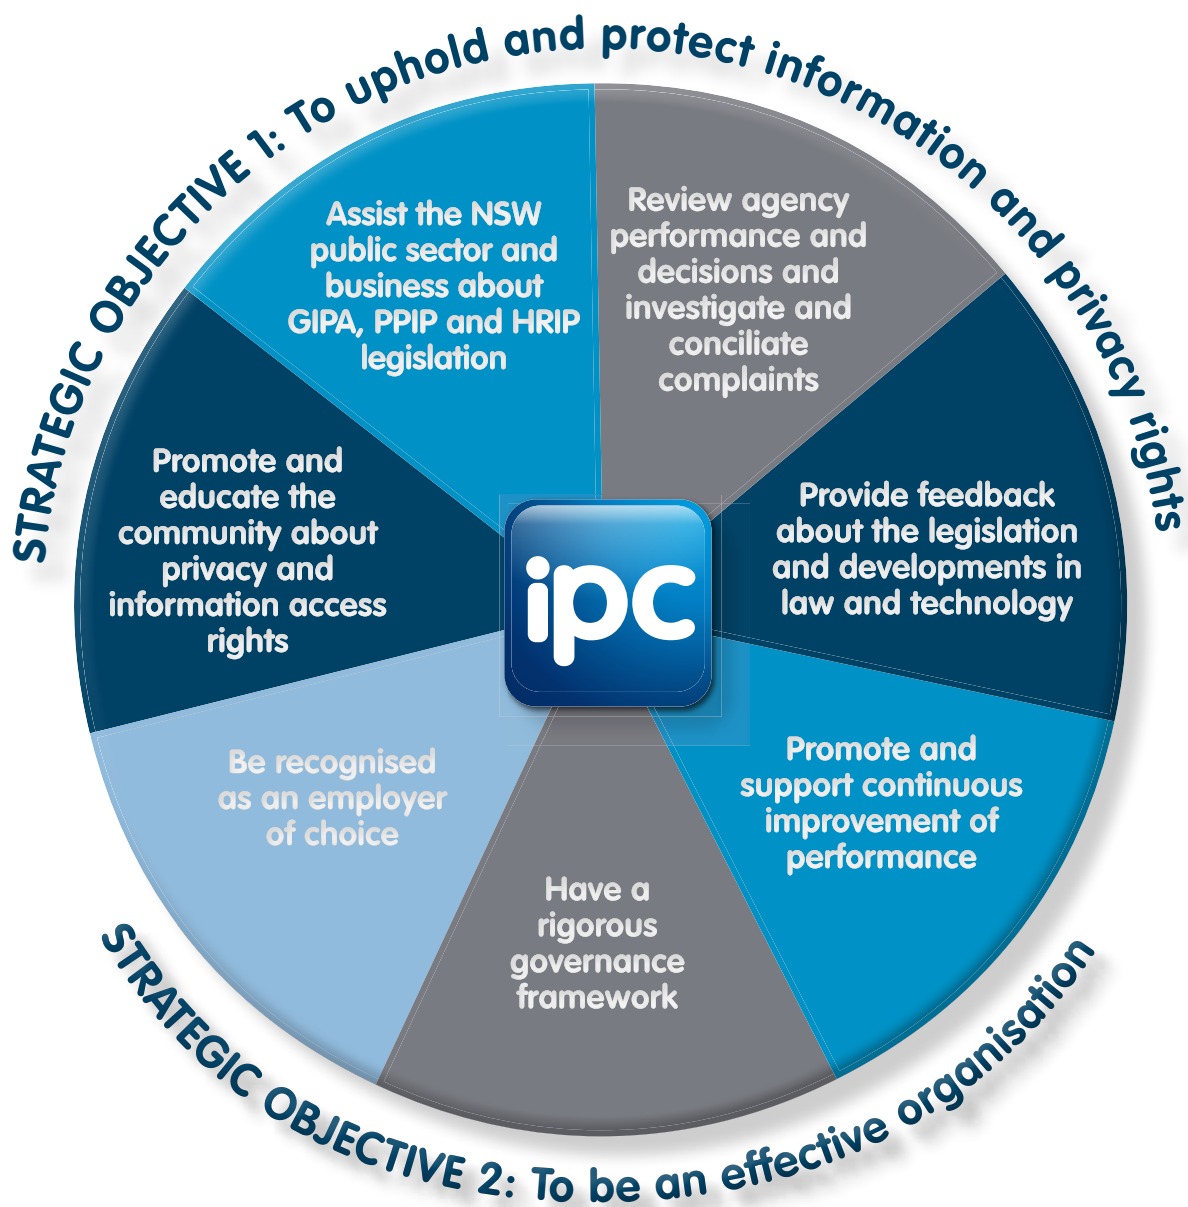 STRATEGIC OBJECTIVE 1: To uphold and protect information and privacy rights
Assist the NSW
public sector and
business about
GIPA, PPIP and HRIP
legislation
Review agency
performance and
decisions and
investigate and
conciliate
complaints
Promote and
educate the
community about
privacy and
information access
rights
ipc
Provide feedback
about the legislation
and developments in
law and technology
Be recognised
as an employer
of choice
Have a
rigorous
governance
framework
Promote and
support continuous
improvement of
performance
STRATEGIC OBJECTIVE 2: To be an effective organisation